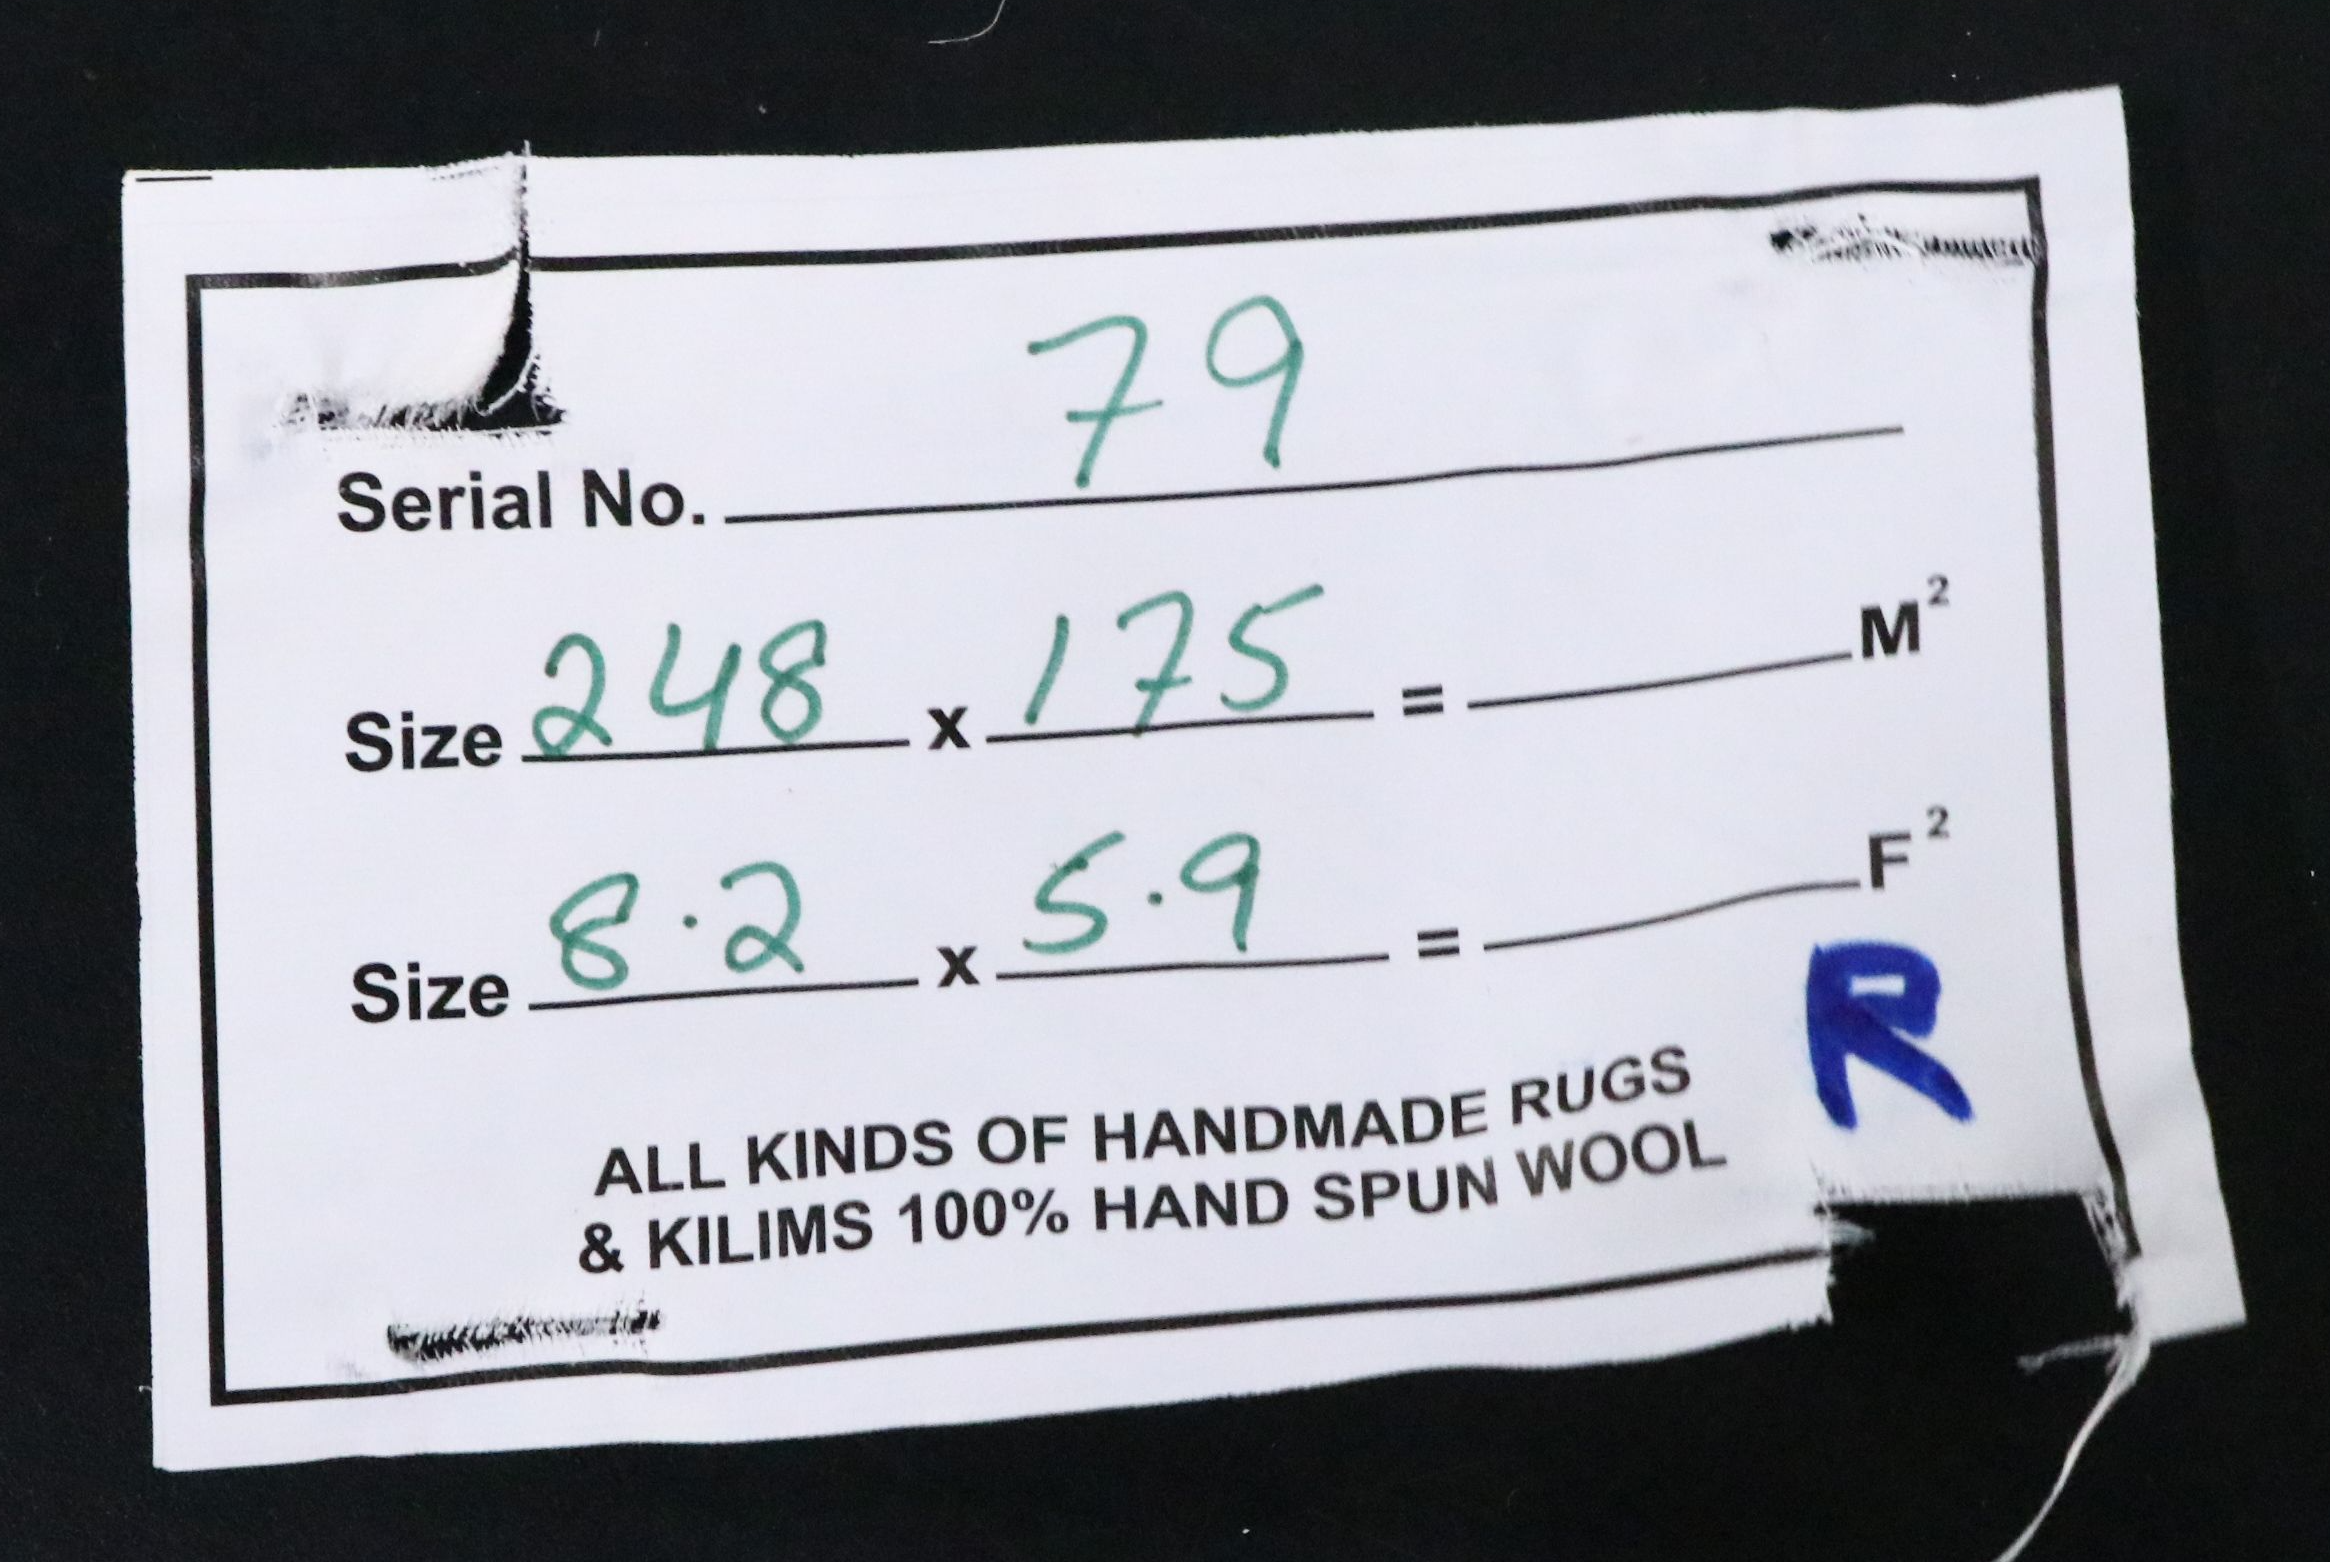 Serial No. 79
Size 248 x 175 = M²
Size 8.2 x 5.9 = F²
R
ALL KINDS OF HANDMADE RUGS
& KILIMS 100% HAND SPUN WOOL